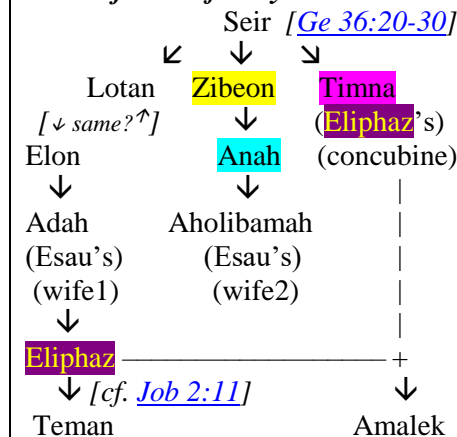 Seir [Ge 36:20-30]
↙ ↓ ↘
Lotan Zibeon Timna
[↓ same?↑] ↓ (Eliphaz's)
Elon Anah (concubine)
↓ ↓ |
Adah Aholibamah |
(Esau's) (Esau's) |
(wife1) (wife2) |
↓ |
Eliphaz —————————————— +
↓ [cf. Job 2:11] ↓
Teman Amalek